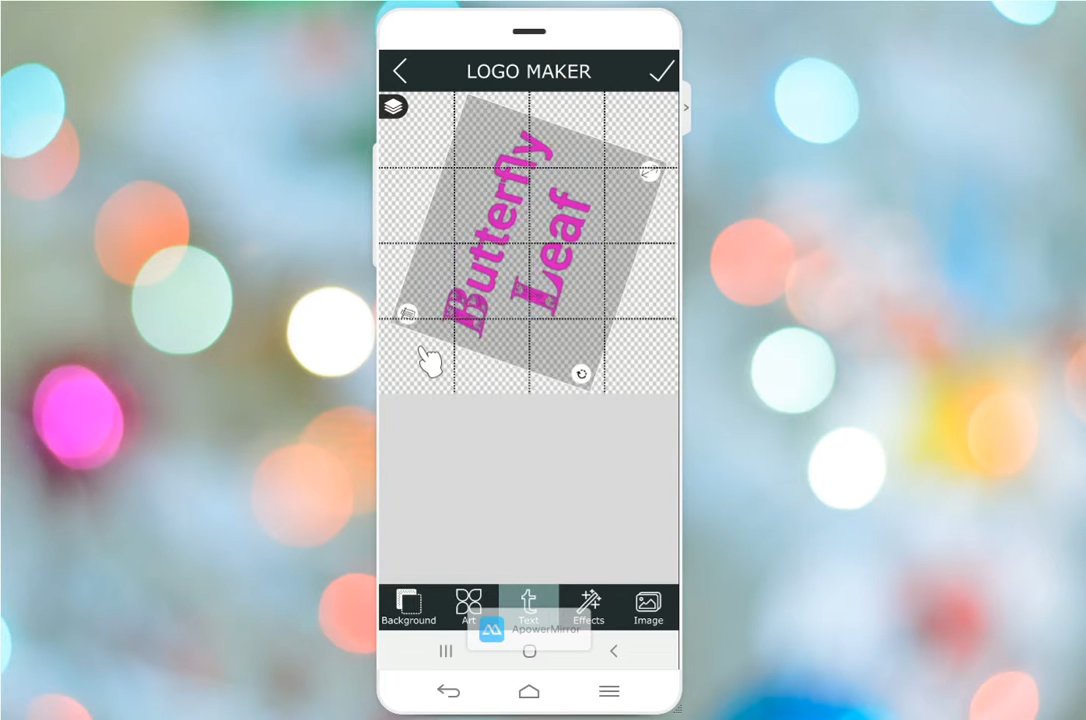 LOGO MAKER
Butterfly
Leaf
Background
Art
Text
Effects
Image
ApowerMirror